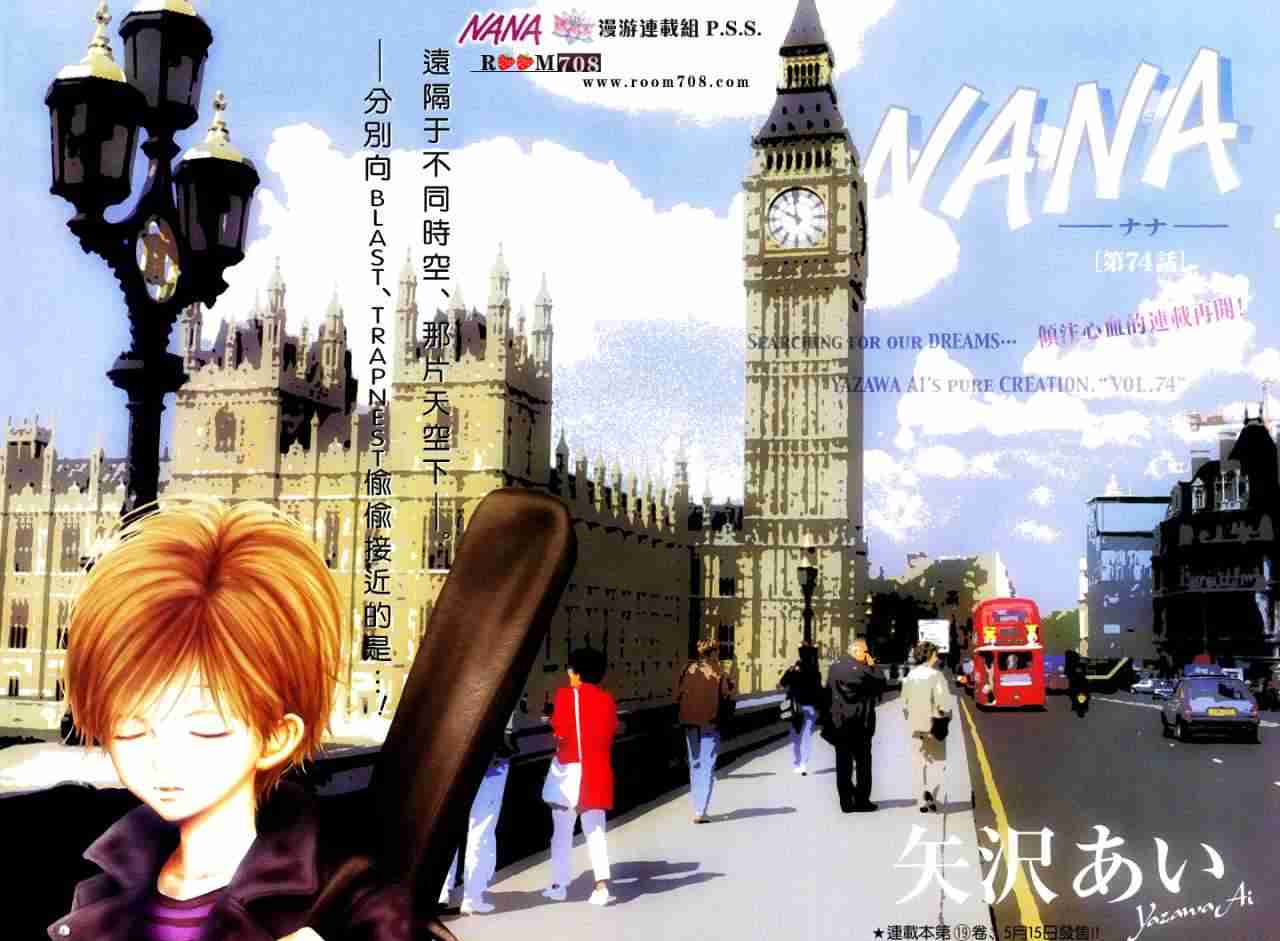 NANA 漫游連載組 P.S.S.
ROOM708
www.room708.com
遠隔于不同時空、那片天空下——。
——分別向BLAST、TRAPNEST偷偷接近的是…！
NANA
——ナナ——
[第74話]
傾注心血的連載再開！
SEARCHING FOR OUR DREAMS…
YAZAWA AI'S PURE CREATION. "VOL.74"
矢沢あい
Yazawa Ai
★連載本第⑲卷、5月15日發售!!